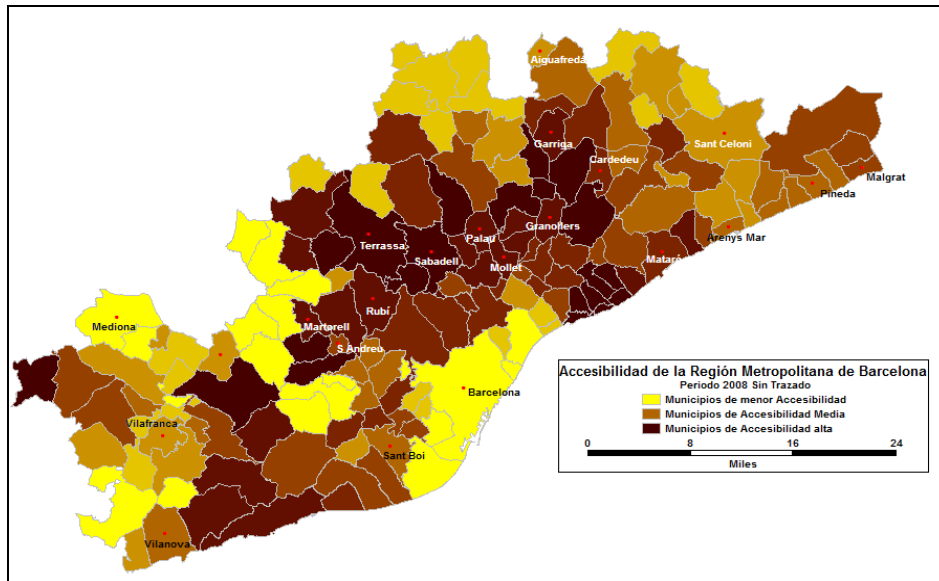 Aiguafreda
Garriga
Cardedeu
Sant Celoni
Malgrat
Pineda
Arenys Mar
Granollers
Palau
Terrassa
Sabadell
Mollet
Mataró
Rubí
Martorell
Mediona
S Andreu
Barcelona
Vilafranca
Sant Boi
Vilanova
Accesibilidad de la Región Metropolitana de Barcelona
Periodo 2008 Sin Trazado
Municipios de menor Accesibilidad
Municipios de Accesibilidad Media
Municipios de Accesibilidad alta
0 8 16 24
Miles